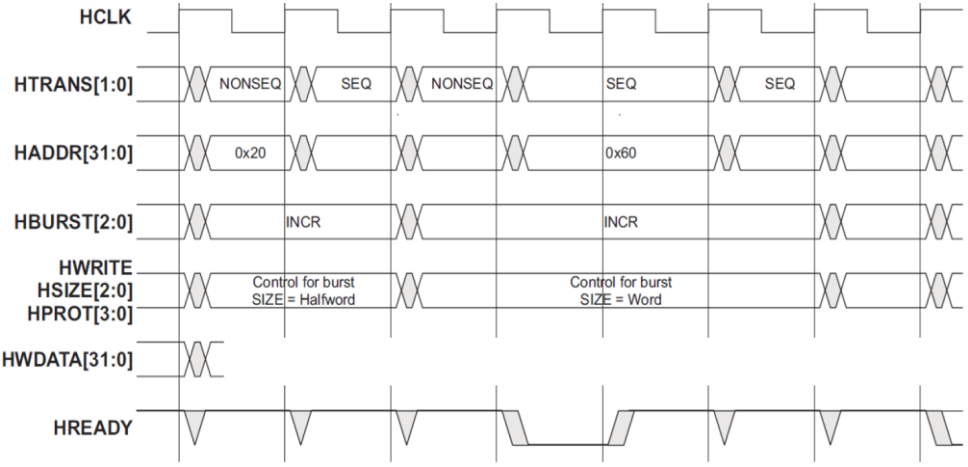 HCLK
HTRANS[1:0] NONSEQ SEQ NONSEQ SEQ SEQ
HADDR[31:0] 0x20 0x60
HBURST[2:0] INCR INCR
HWRITE
HSIZE[2:0]
HPROT[3:0]
Control for burst
SIZE = Halfword
Control for burst
SIZE = Word
HWDATA[31:0]
HREADY